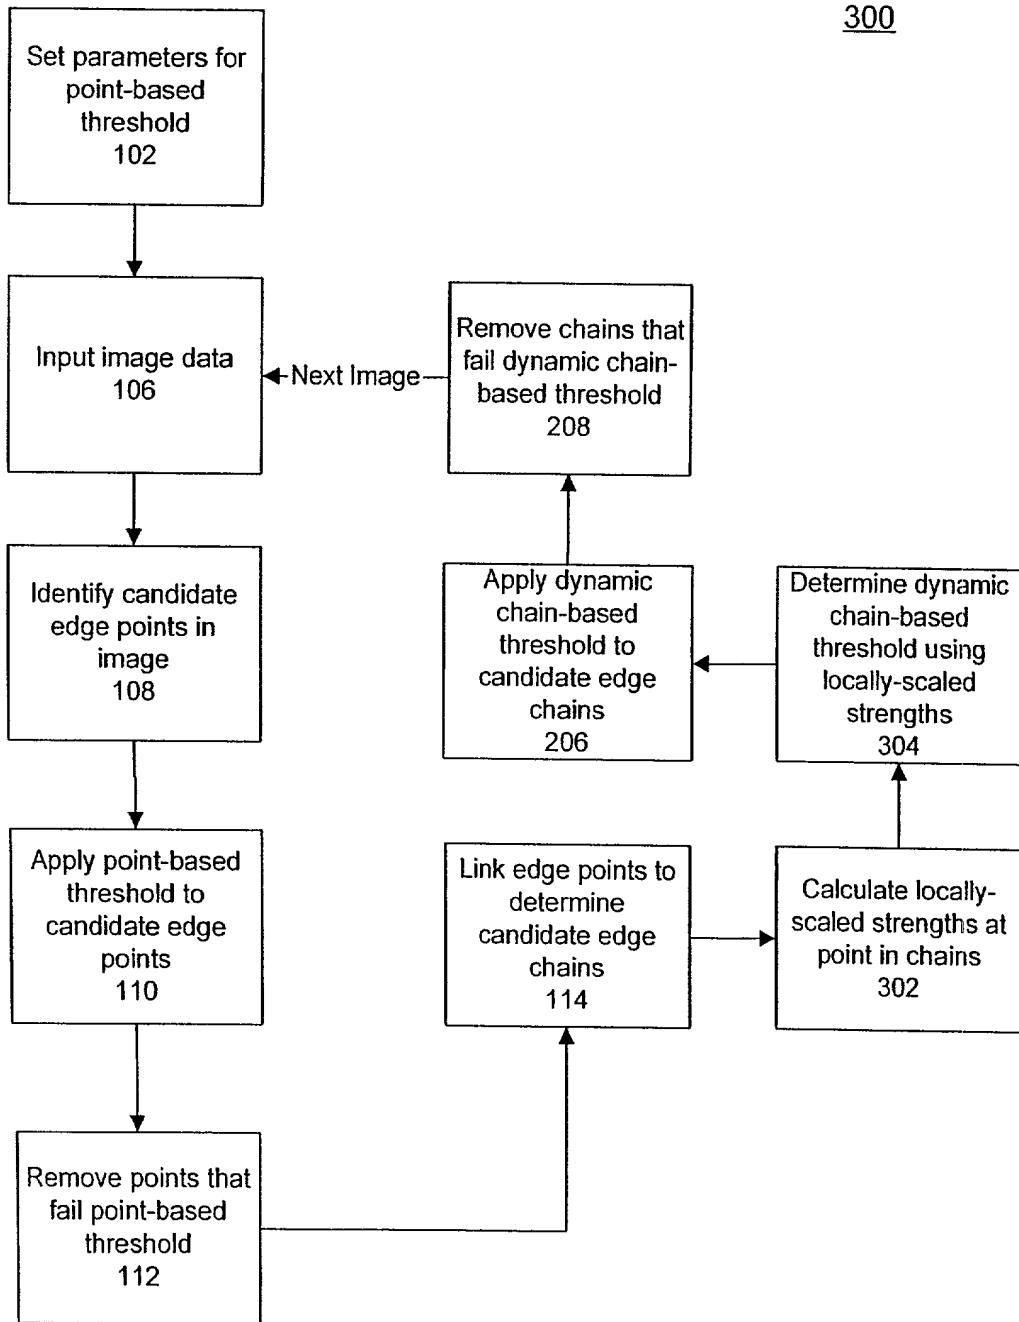 300
Set parameters for
point-based
threshold
102
Input image data
106
Next Image
Identify candidate
edge points in
image
108
Apply point-based
threshold to
candidate edge
points
110
Remove points that
fail point-based
threshold
112
Link edge points to
determine
candidate edge
chains
114
Calculate locally-
scaled strengths at
point in chains
302
Determine dynamic
chain-based
threshold using
locally-scaled
strengths
304
Apply dynamic
chain-based
threshold to
candidate edge
chains
206
Remove chains that
fail dynamic chain-
based threshold
208